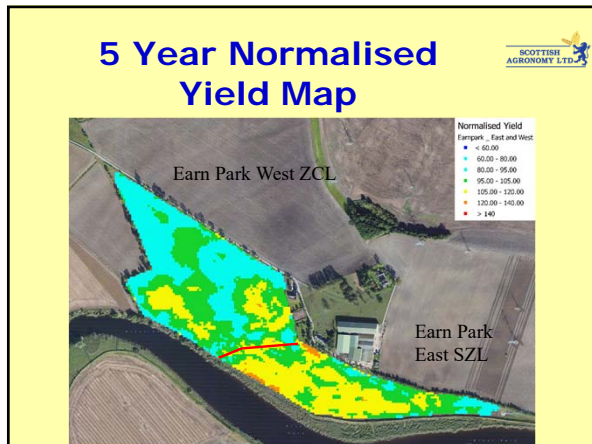 5 Year Normalised
Yield Map
SCOTTISH
AGRONOMY LTD
Normalised Yield
Earnpark _ East and West
< 60.00
60.00 - 80.00
80.00 - 95.00
95.00 - 105.00
105.00 - 120.00
120.00 - 140.00
> 140
Earn Park West ZCL
Earn Park
East SZL